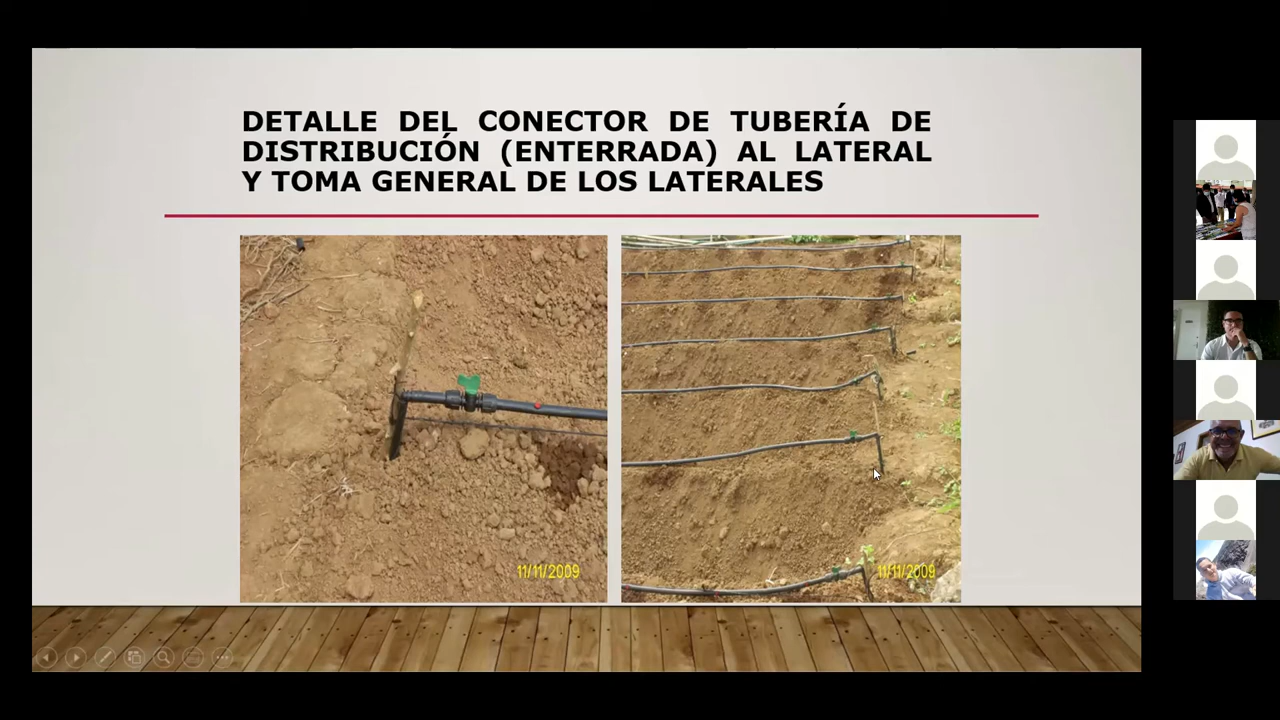 DETALLE DEL CONECTOR DE TUBERÍA DE
DISTRIBUCIÓN (ENTERRADA) AL LATERAL
Y TOMA GENERAL DE LOS LATERALES
11/11/2009
11/11/2009